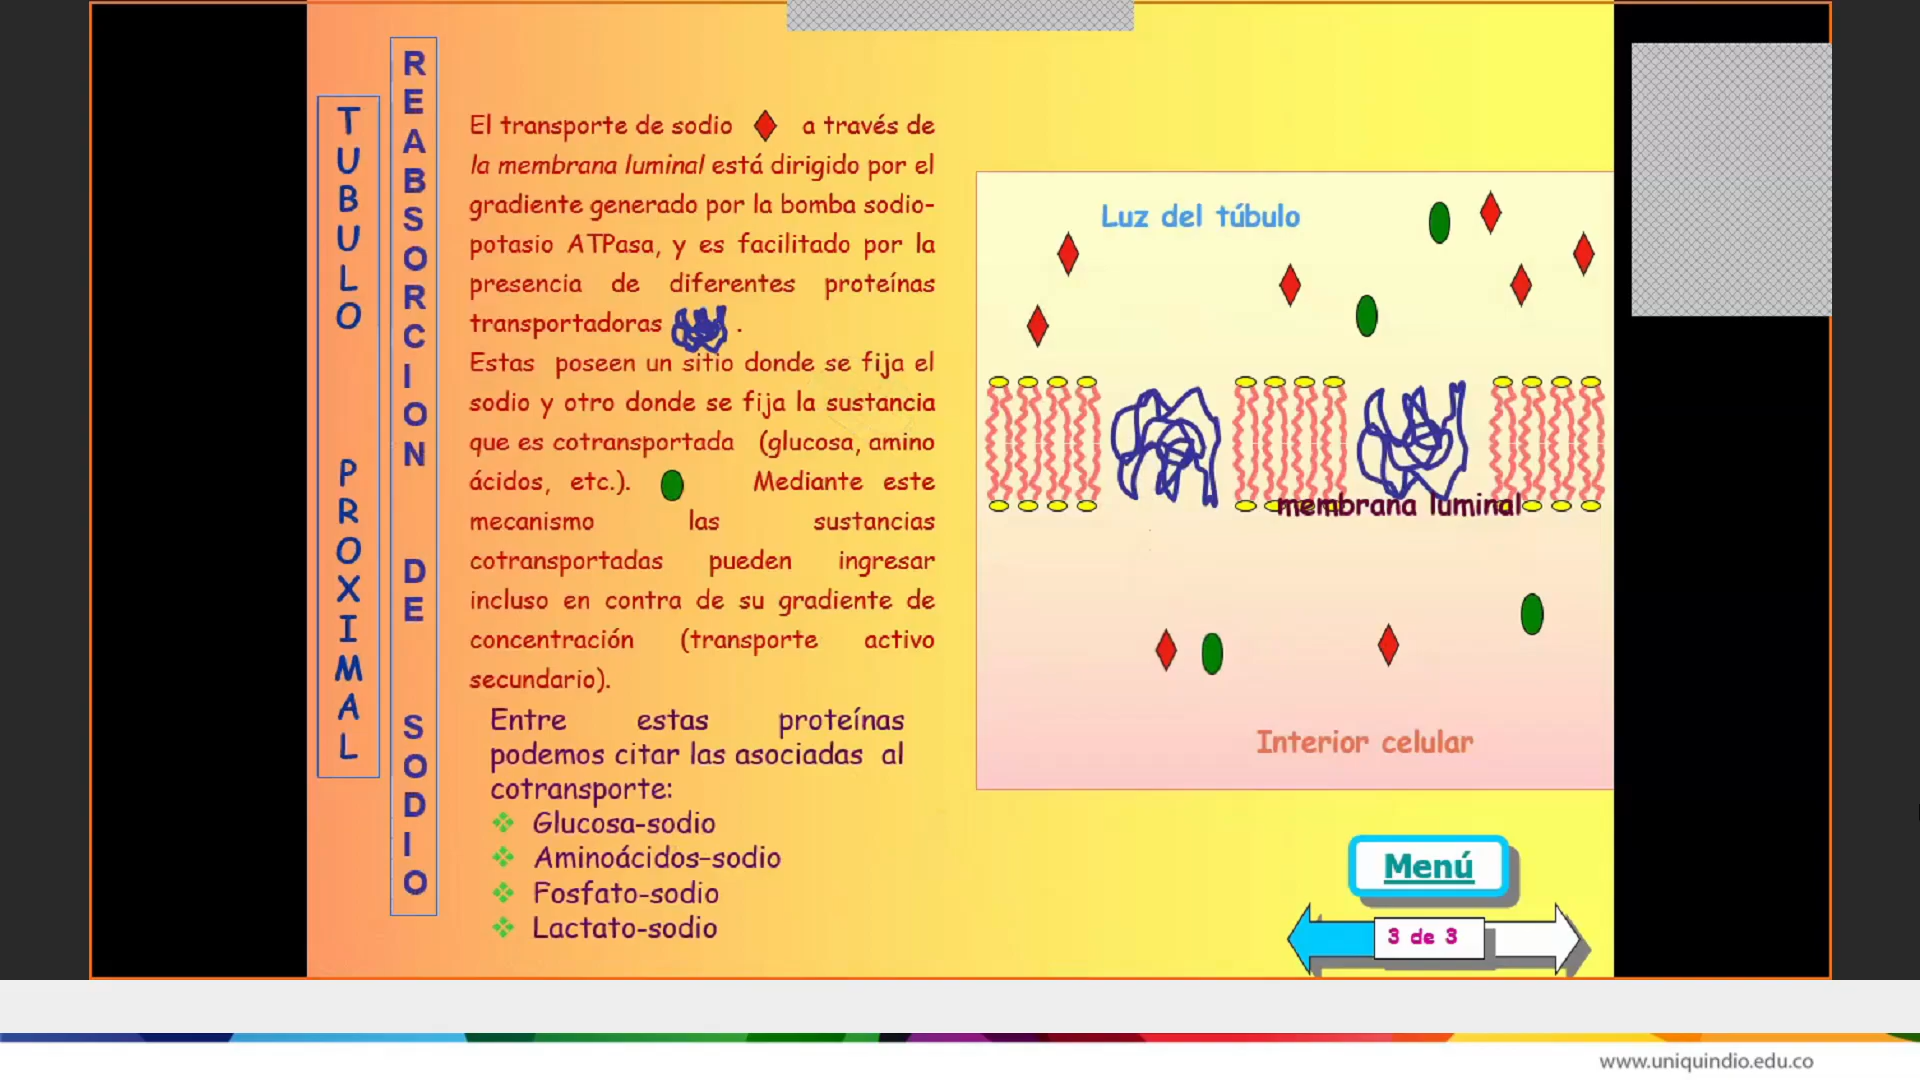 TUBULO PROXIMAL
REABSORCION DE SODIO
El transporte de sodio a través de
la membrana luminal está dirigido por el
gradiente generado por la bomba sodio-
potasio ATPasa, y es facilitado por la
presencia de diferentes proteínas
transportadoras .
Estas poseen un sitio donde se fija el
sodio y otro donde se fija la sustancia
que es cotransportada (glucosa, amino
ácidos, etc.). Mediante este
mecanismo las sustancias
cotransportadas pueden ingresar
incluso en contra de su gradiente de
concentración (transporte activo
secundario).
Entre estas proteínas
podemos citar las asociadas al
cotransporte:
Glucosa-sodio
Aminoácidos-sodio
Fosfato-sodio
Lactato-sodio
Luz del túbulo
membrana luminal
Interior celular
Menú
3 de 3
www.uniquindio.edu.co